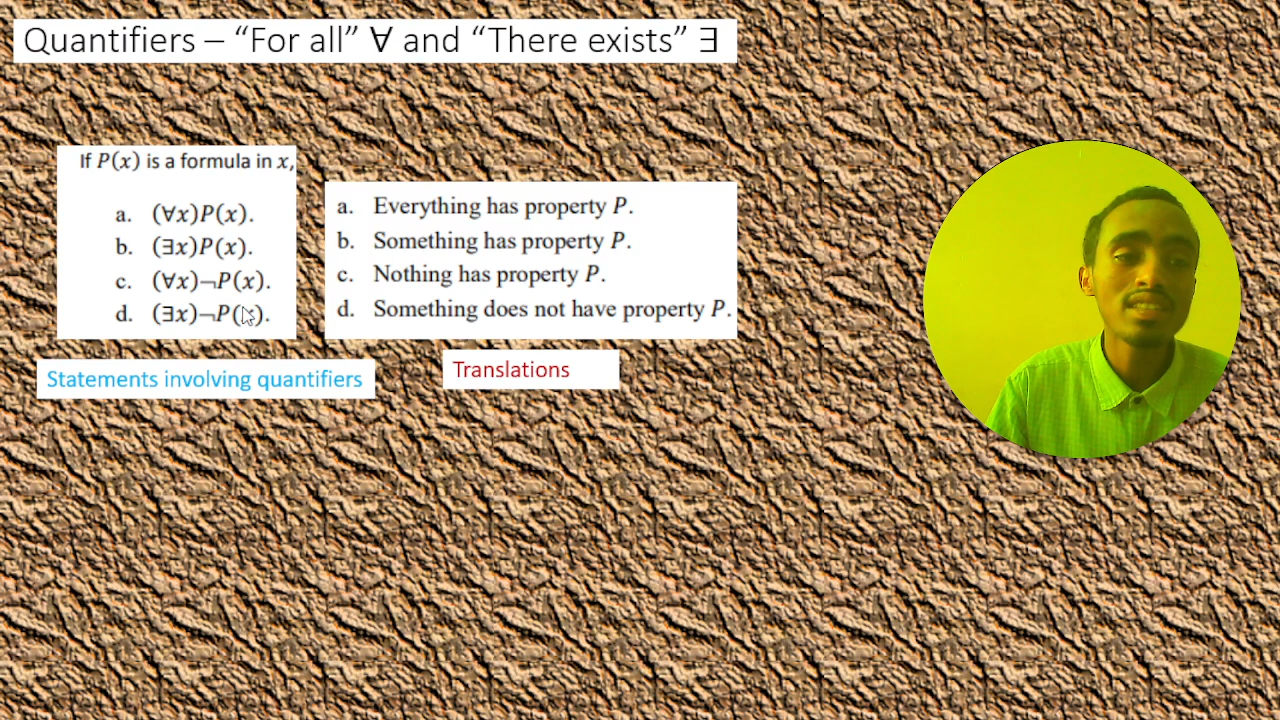 Quantifiers – “For all” ∀ and “There exists” ∃
If P(x) is a formula in x,
a. (∀x)P(x).
b. (∃x)P(x).
c. (∀x)¬P(x).
d. (∃x)¬P(x).
a. Everything has property P.
b. Something has property P.
c. Nothing has property P.
d. Something does not have property P.
Statements involving quantifiers
Translations